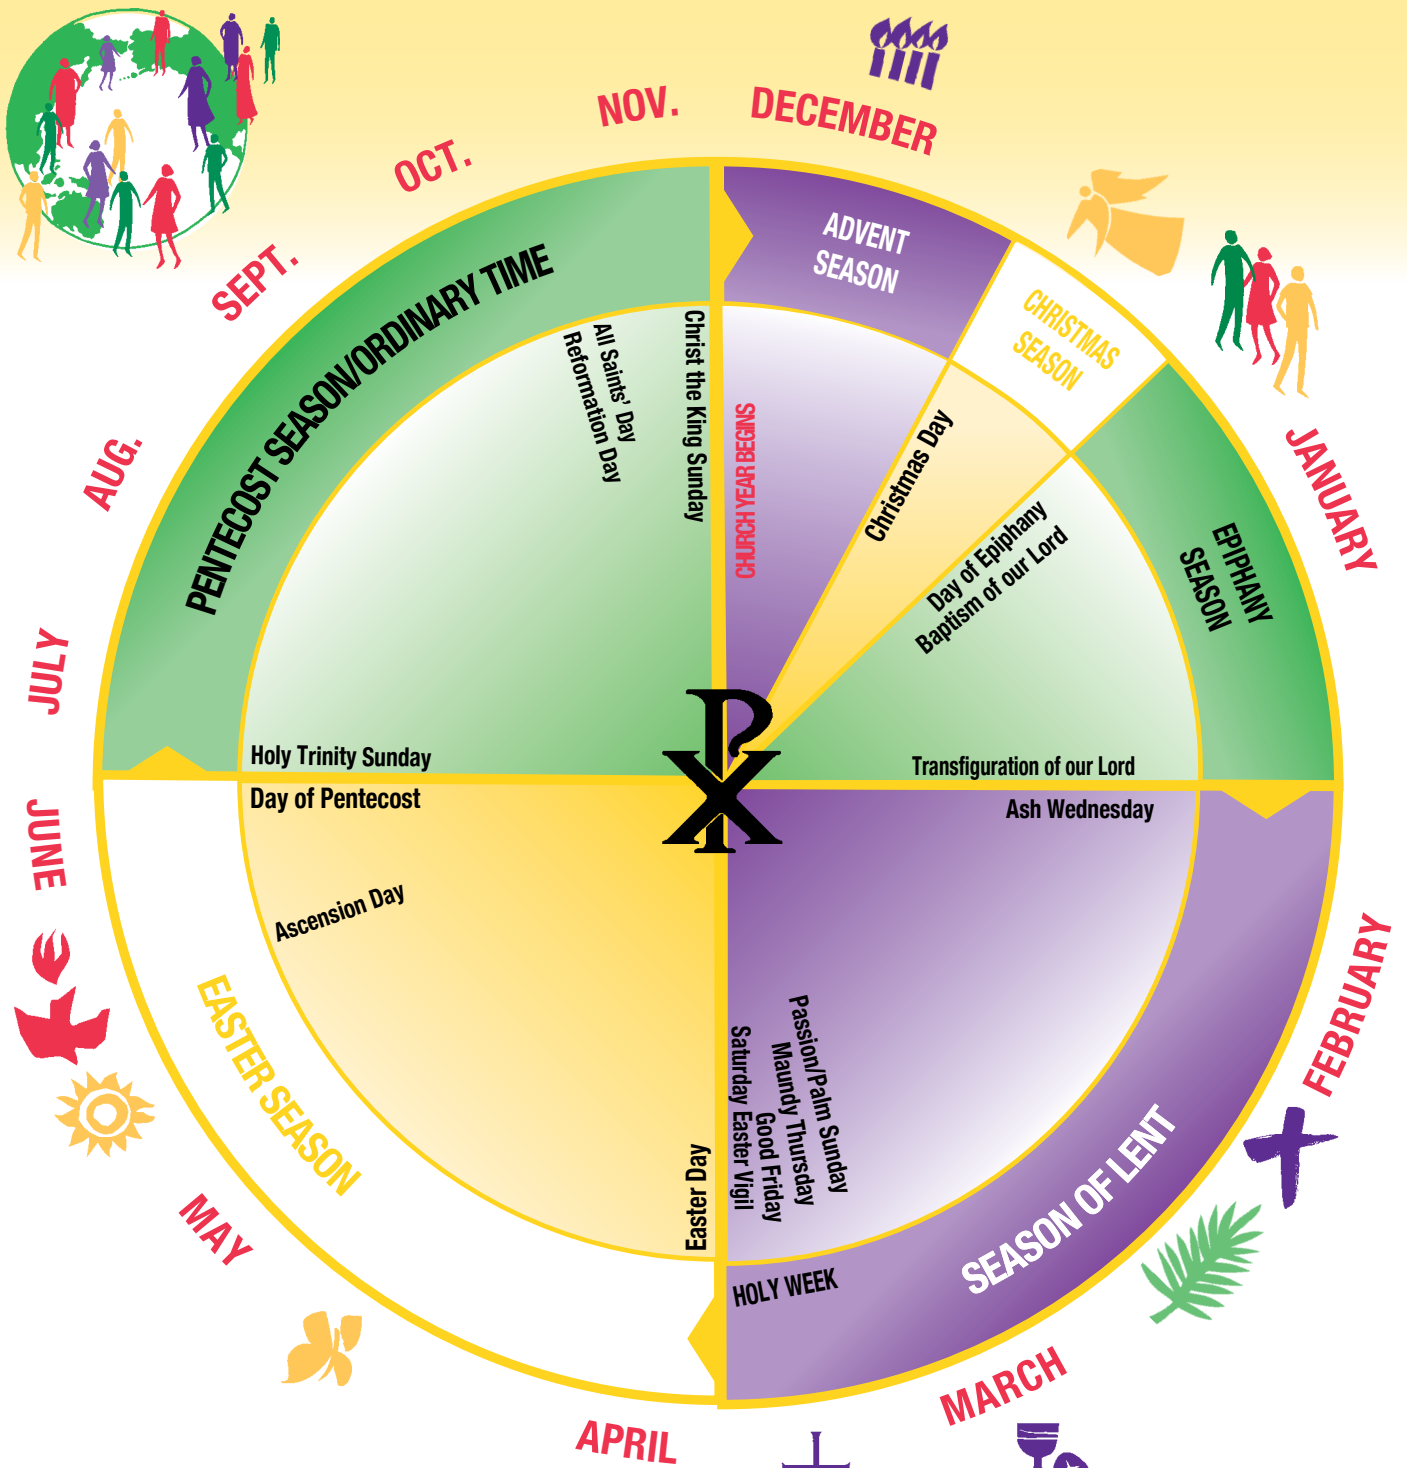 NOV.
DECEMBER
OCT.
SEPT.
AUG.
JULY
JUNE
MAY
APRIL
MARCH
FEBRUARY
JANUARY
ADVENT
SEASON
CHRISTMAS
SEASON
EPIPHANY
SEASON
SEASON OF LENT
HOLY WEEK
EASTER SEASON
PENTECOST SEASON/ORDINARY TIME
CHURCH YEAR BEGINS
Christmas Day
Day of Epiphany
Baptism of our Lord
Transfiguration of our Lord
Ash Wednesday
Passion/Palm Sunday
Maundy Thursday
Good Friday
Saturday Easter Vigil
Easter Day
Ascension Day
Day of Pentecost
Holy Trinity Sunday
Reformation Day
All Saints’ Day
Christ the King Sunday